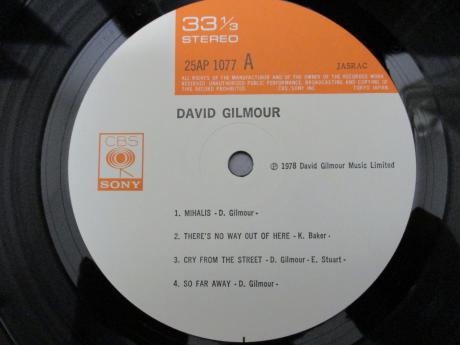 33 1/3
STEREO
25AP 1077 A
JASRAC
ALL RIGHTS OF THE MANUFACTURER AND OF THE OWNER OF THE RECORDED WORK
RESERVED UNAUTHORISED PUBLIC PERFORMANCE, BROADCASTING AND COPYING OF
THIS RECORD PROHIBITED CBS/SONY INC. TOKYO JAPAN
DAVID GILMOUR
CBS
SONY
℗ 1978 David Gilmour Music Limited
1. MIHALIS -D. Gilmour-
2. THERE'S NO WAY OUT OF HERE -K. Baker-
3. CRY FROM THE STREET -D. Gilmour-E. Stuart-
4. SO FAR AWAY -D. Gilmour-